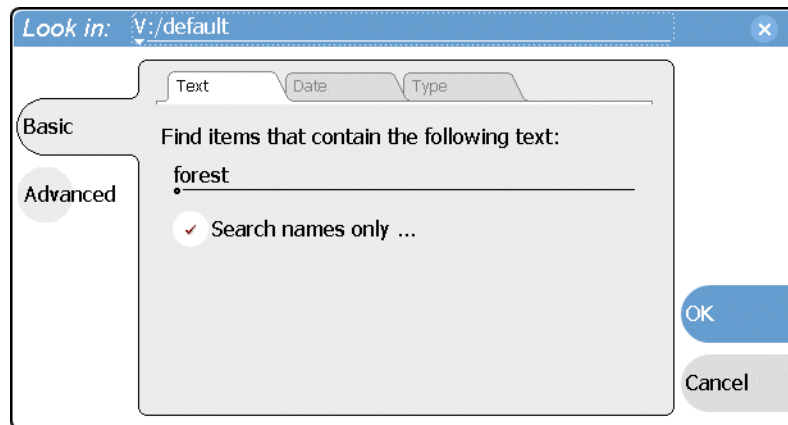 Look in: V:/default
Text Date Type
Basic
Find items that contain the following text:
forest
Advanced
Search names only ...
OK
Cancel